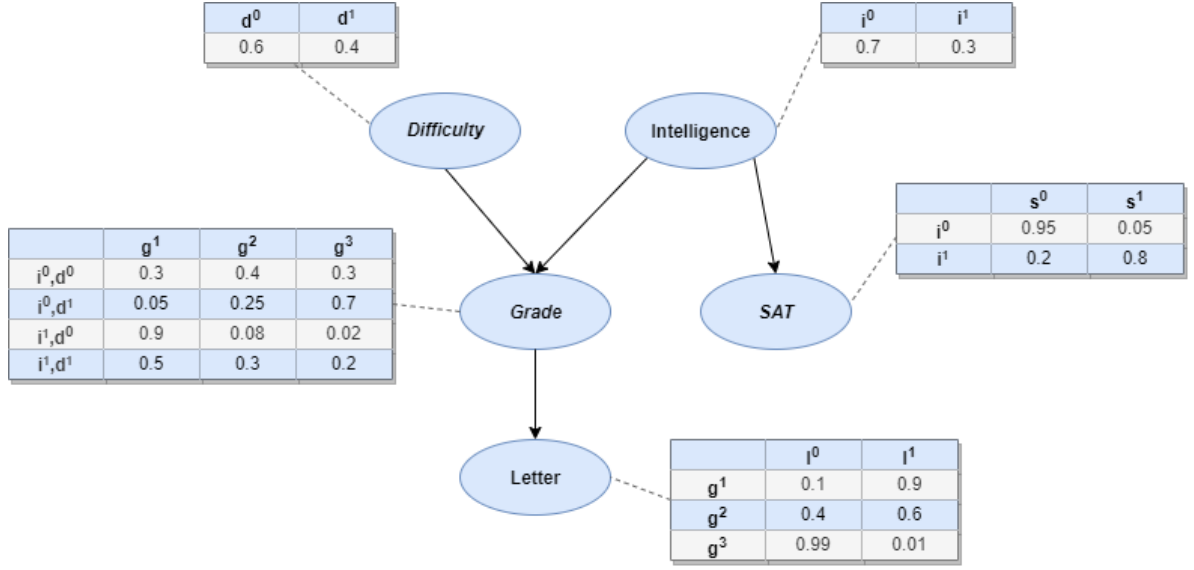 d⁰ d¹
0.6 0.4
i⁰ i¹
0.7 0.3
Difficulty
Intelligence
s⁰ s¹
i⁰ 0.95 0.05
i¹ 0.2 0.8
g¹ g² g³
i⁰,d⁰ 0.3 0.4 0.3
i⁰,d¹ 0.05 0.25 0.7
i¹,d⁰ 0.9 0.08 0.02
i¹,d¹ 0.5 0.3 0.2
Grade
SAT
Letter
l⁰ l¹
g¹ 0.1 0.9
g² 0.4 0.6
g³ 0.99 0.01